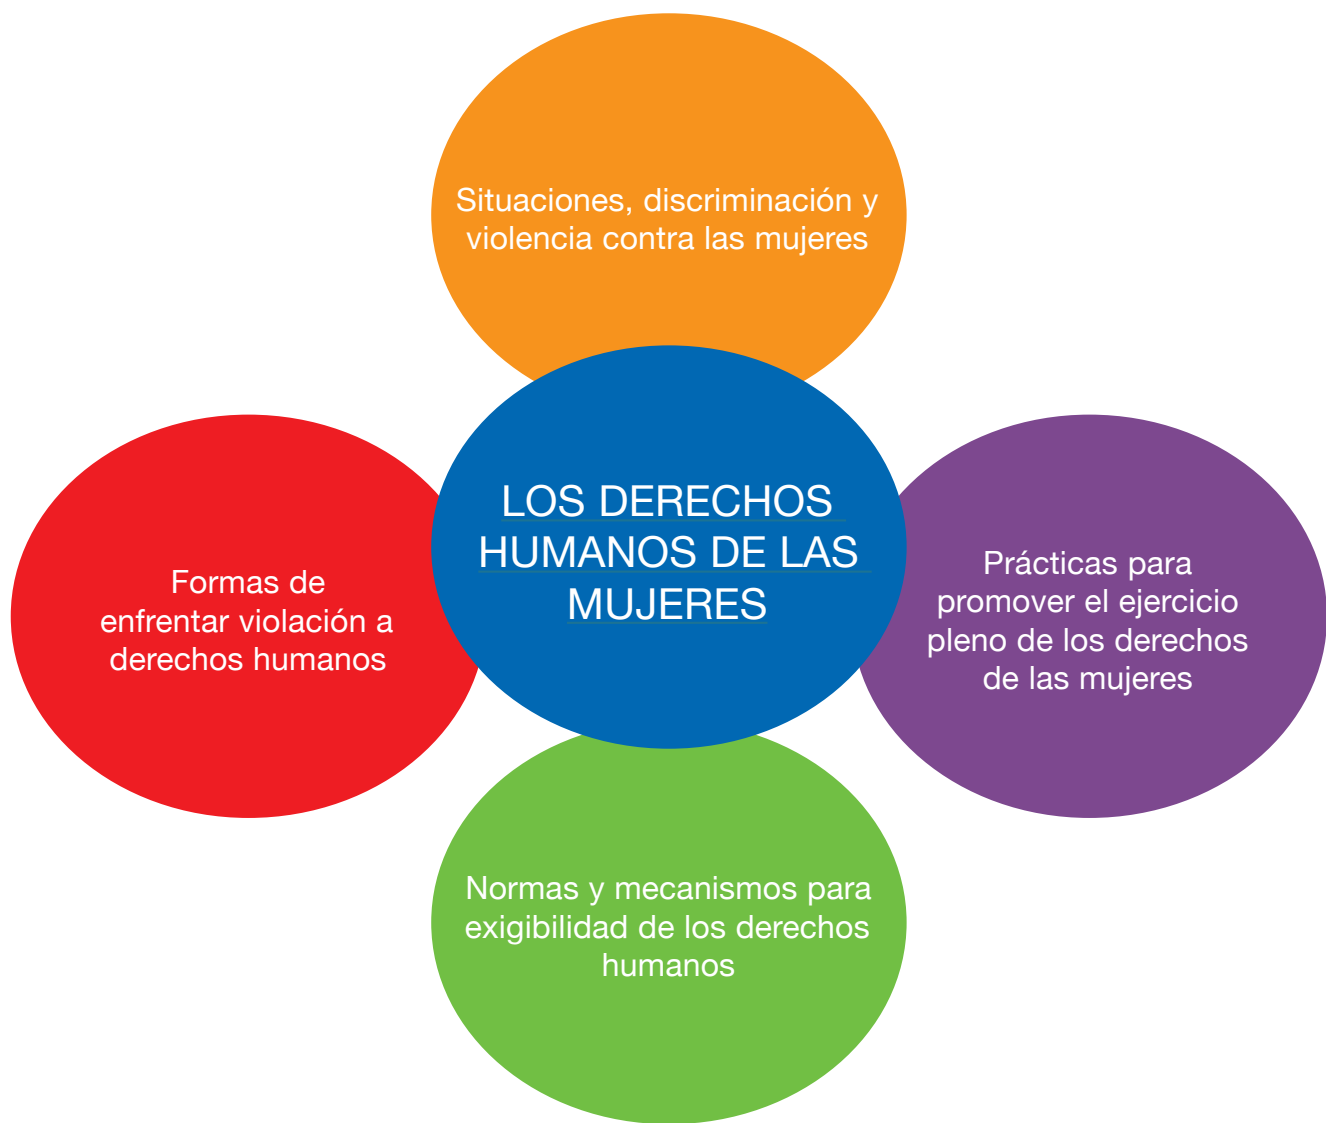 Situaciones, discriminación y
violencia contra las mujeres
LOS DERECHOS
HUMANOS DE LAS
MUJERES
Formas de
enfrentar violación a
derechos humanos
Prácticas para
promover el ejercicio
pleno de los derechos
de las mujeres
Normas y mecanismos para
exigibilidad de los derechos
humanos